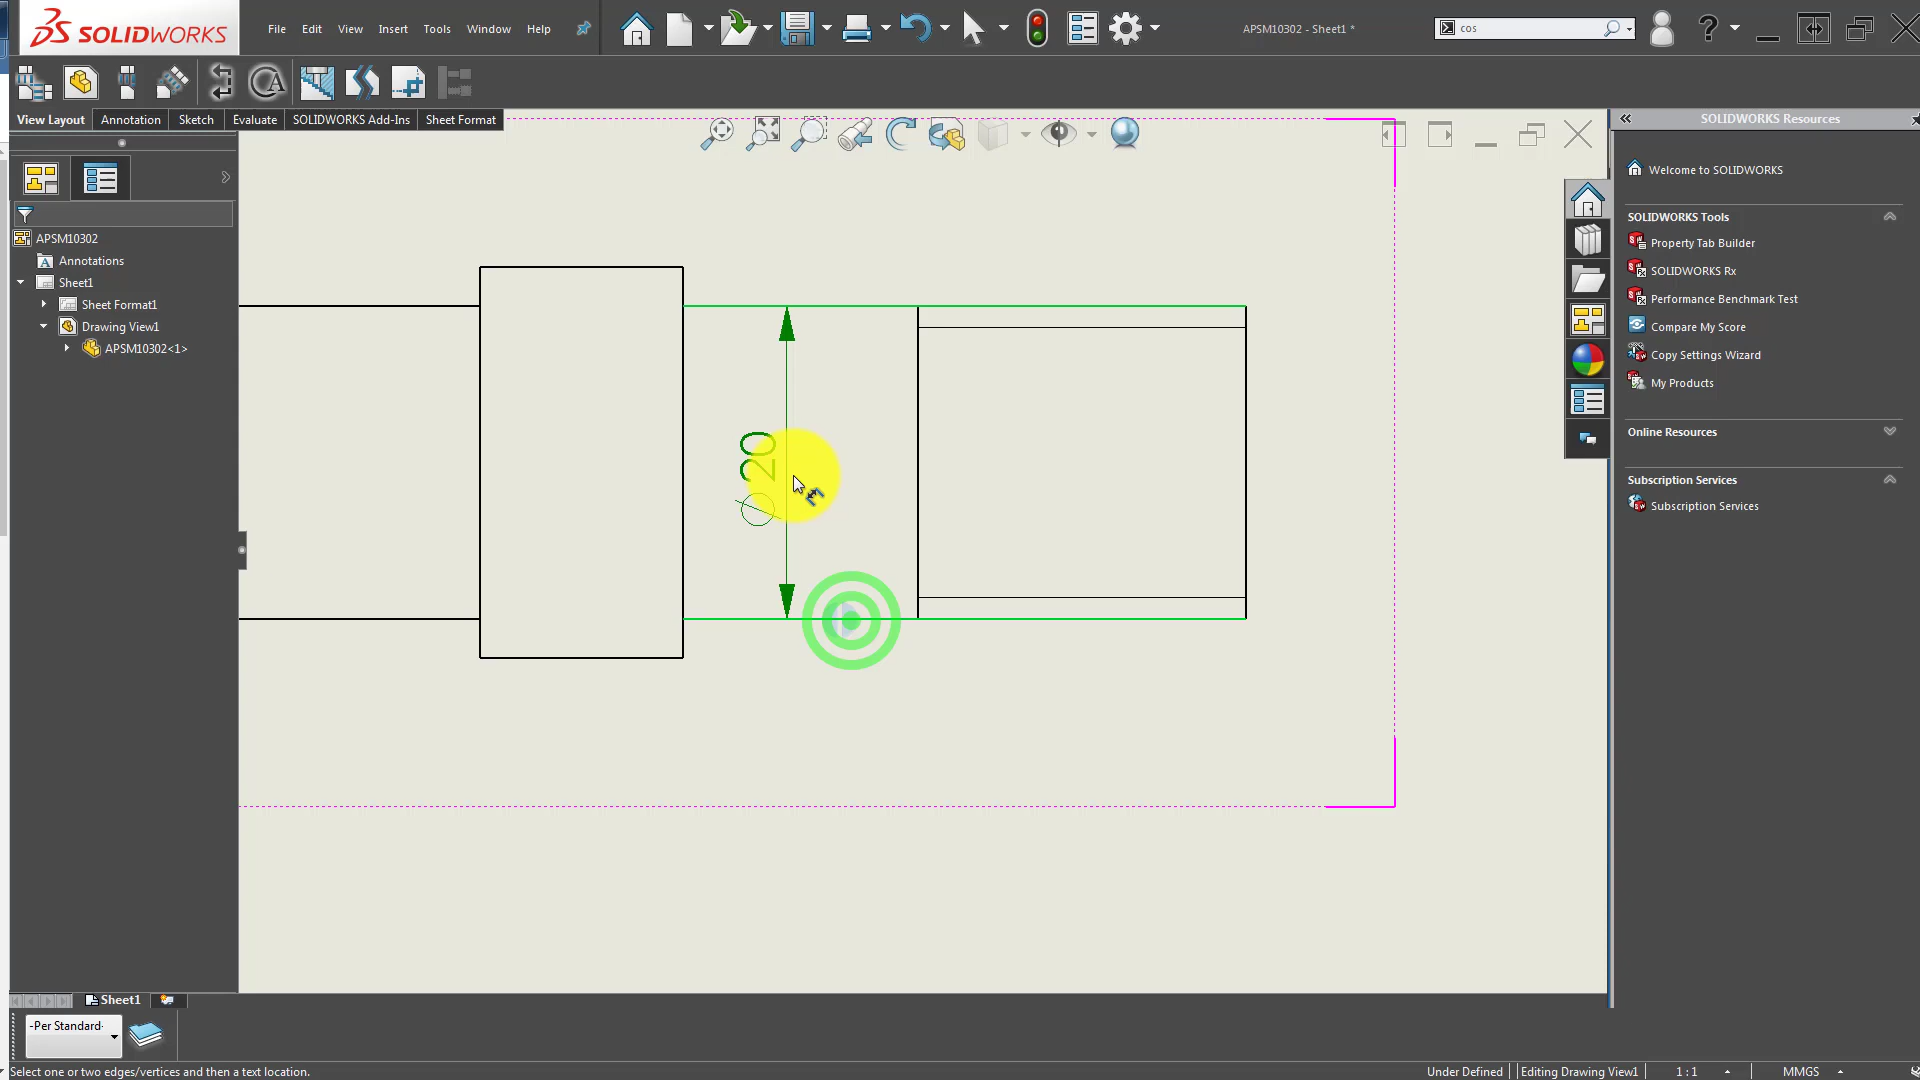 SOLIDWORKS
File Edit View Insert Tools Window Help
APSM10302 - Sheet1 *
cos
View Layout Annotation Sketch Evaluate SOLIDWORKS Add-Ins Sheet Format
SOLIDWORKS Resources
APSM10302
Annotations
Sheet1
Sheet Format1
Drawing View1
APSM10302<1>
∅ 20
Welcome to SOLIDWORKS
SOLIDWORKS Tools
Property Tab Builder
SOLIDWORKS Rx
Performance Benchmark Test
Compare My Score
Copy Settings Wizard
My Products
Online Resources
Subscription Services
Subscription Services
Sheet1
-Per Standard-
Select one or two edges/vertices and then a text location.
Under Defined Editing Drawing View1 1 : 1 MMGS